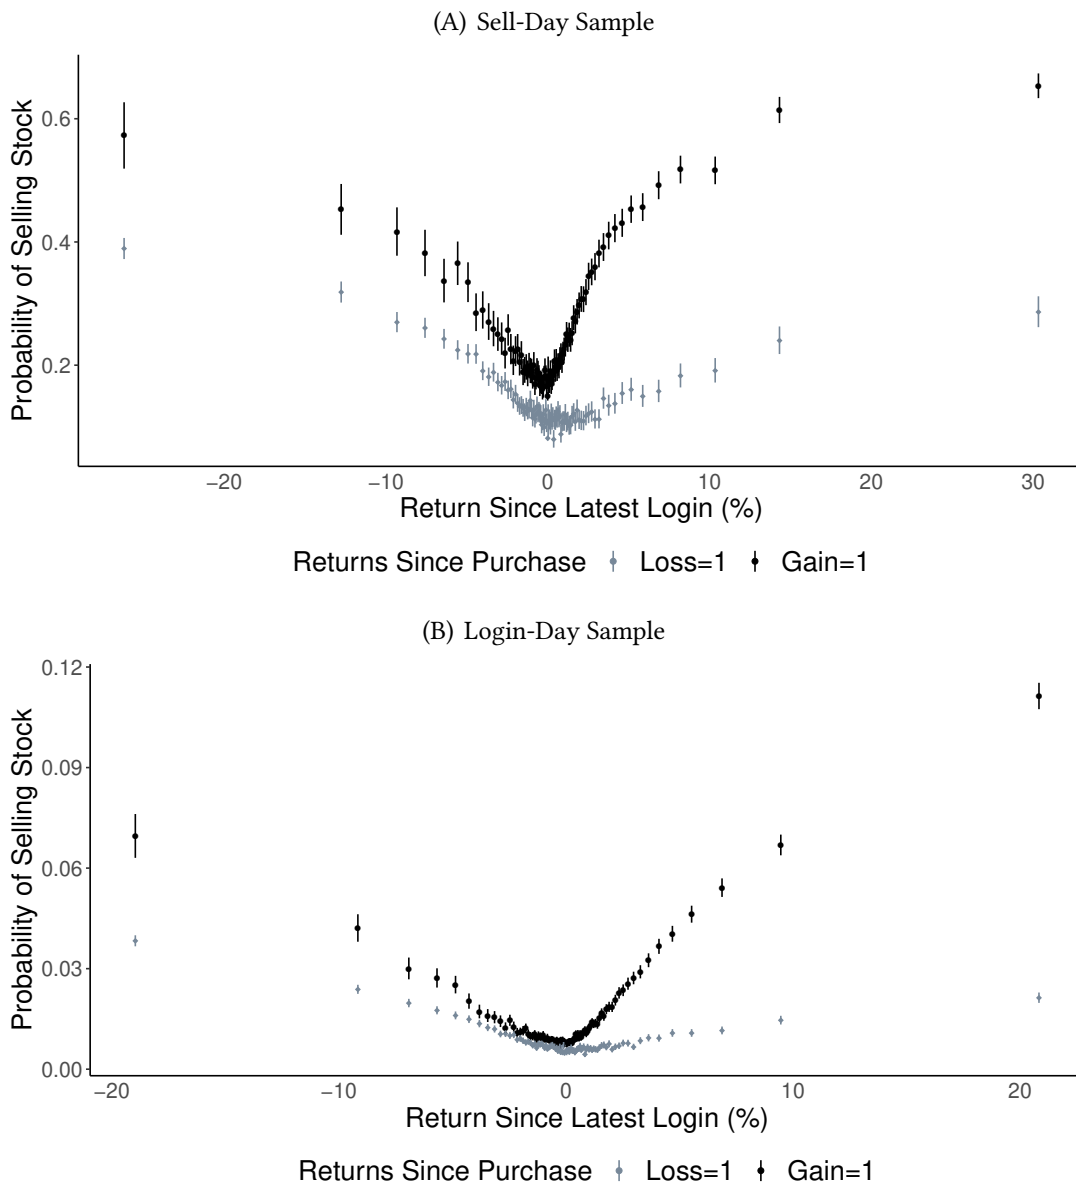 (A) Sell-Day Sample
Probability of Selling Stock
0.6
0.4
0.2
−20 −10 0 10 20 30
Return Since Latest Login (%)
Returns Since Purchase Loss=1 Gain=1
(B) Login-Day Sample
Probability of Selling Stock
0.12
0.09
0.06
0.03
0.00
−20 −10 0 10 20
Return Since Latest Login (%)
Returns Since Purchase Loss=1 Gain=1